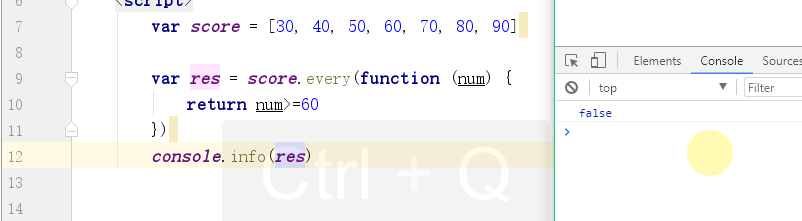 6 <script>
7 var score = [30, 40, 50, 60, 70, 80, 90]
8
9 var res = score.every(function (num) {
10 return num>=60
11 })
12 console.info(res)
13
14
Ctrl + Q
Elements Console Sources
top Filter
false
>